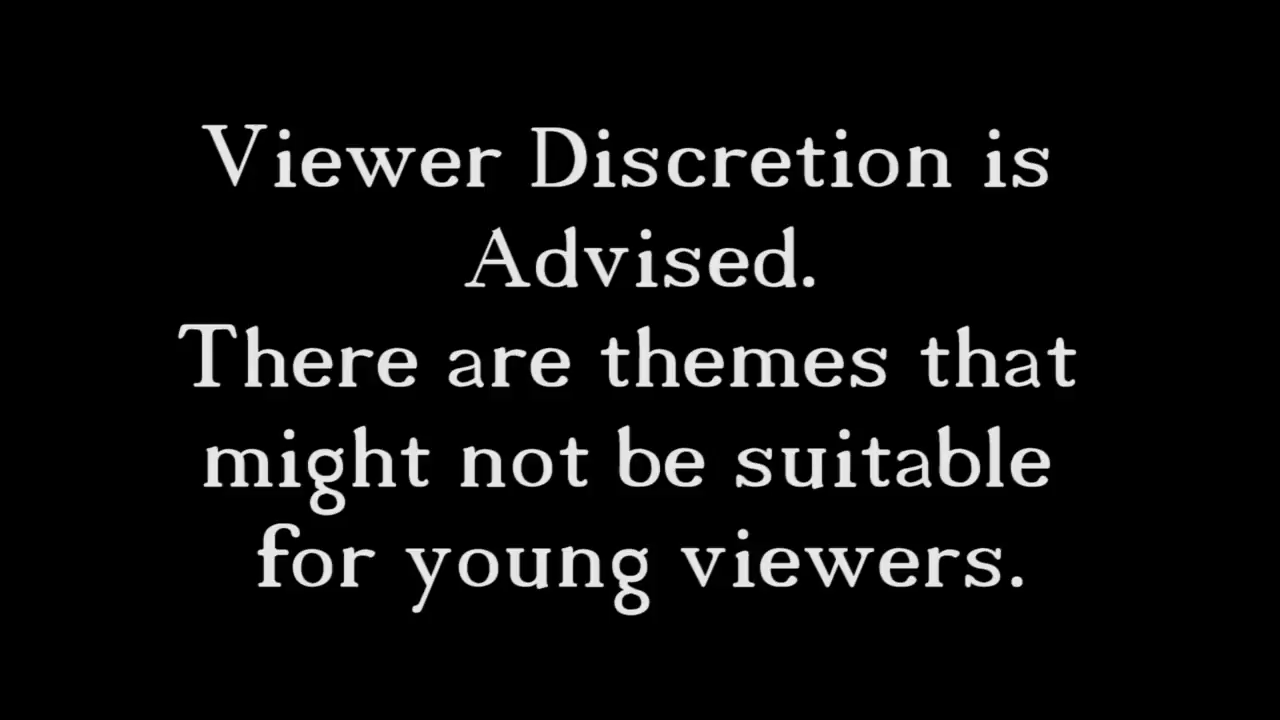 Viewer Discretion is
Advised.
There are themes that
might not be suitable
for young viewers.